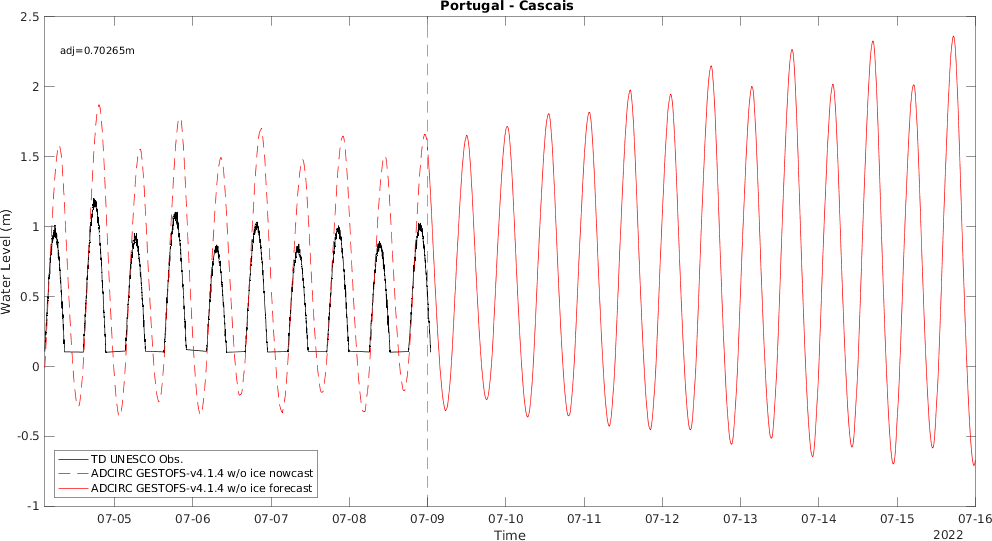 Portugal - Cascais
adj=0.70265m
Water Level (m)
2.5
2
1.5
1
0.5
0
-0.5
-1
TD UNESCO Obs.
ADCIRC GESTOFS-v4.1.4 w/o ice nowcast
ADCIRC GESTOFS-v4.1.4 w/o ice forecast
07-05 07-06 07-07 07-08 07-09 07-10 07-11 07-12 07-13 07-14 07-15 07-16
Time
2022